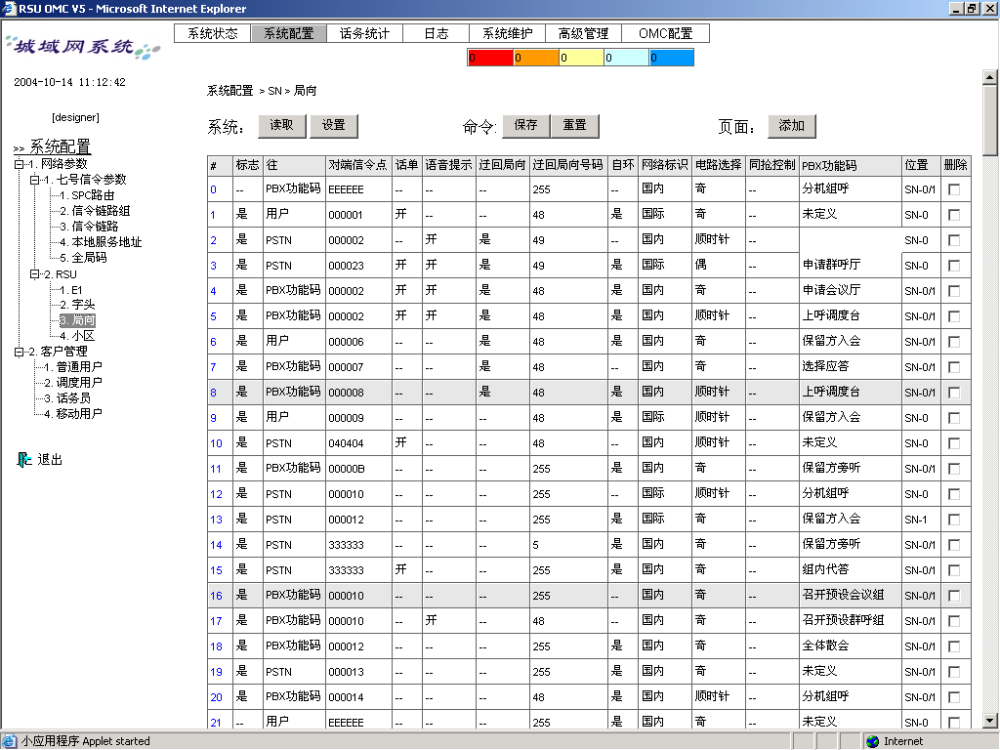 RSU OMC V5 - Microsoft Internet Explorer
城域网系统
系统状态 系统配置 话务统计 日志 系统维护 高级管理 OMC配置
0 0 0 0 0
2004-10-14 11:12:42
[designer]
>> 系统配置
1. 网络参数
1. 七号信令参数
1. SPC路由
2. 信令链路组
3. 信令链路
4. 本地服务地址
5. 全局码
2. RSU
1. E1
2. 字头
3. 局向
4. 小区
2. 客户管理
1. 普通用户
2. 调度用户
3. 话务员
4. 移动用户
退出
系统配置 > SN > 局向
系统: 读取 设置 命令: 保存 重置 页面: 添加
# 标志 往 对端信令点 话单 语音提示 迂回局向 迂回局向号码 自环 网络标识 电路选择 同抢控制 PBX功能码 位置 删除
0 -- PBX功能码 EEEEEE -- -- -- 255 -- 国内 奇 -- 分机组呼 SN-0/1
1 是 用户 000001 开 -- -- 48 是 国际 奇 -- 未定义 SN-0
2 是 PSTN 000002 -- 开 是 49 -- 国内 顺时针 -- SN-0
3 是 PSTN 000023 开 开 是 49 是 国际 偶 -- 申请群呼厅 SN-0
4 是 PBX功能码 000002 开 开 是 48 是 国内 奇 -- 申请会议厅 SN-0/1
5 是 PBX功能码 000002 开 开 是 48 是 国内 顺时针 -- 上呼调度台 SN-0/1
6 是 用户 000006 -- -- 是 48 是 国内 奇 -- 保留方入会 SN-0/1
7 是 PBX功能码 000007 -- -- 是 48 -- 国内 奇 -- 选择应答 SN-0/1
8 是 PBX功能码 000008 -- -- 是 48 是 国内 顺时针 -- 上呼调度台 SN-0/1
9 是 用户 000009 -- -- -- 48 是 国际 顺时针 -- 保留方入会 SN-0
10 是 PSTN 040404 开 -- -- 48 -- 国内 顺时针 -- 未定义 SN-0
11 是 PBX功能码 00000B -- -- -- 255 是 国内 奇 -- 保留方旁听 SN-0/1
12 是 PSTN 000010 -- -- -- 255 是 国际 顺时针 -- 分机组呼 SN-0
13 是 PSTN 000012 -- -- -- 255 是 国际 奇 -- 保留方入会 SN-1
14 是 PSTN 333333 -- -- -- 5 是 国内 奇 -- 保留方旁听 SN-0/1
15 是 PSTN 333333 开 -- -- 255 是 国内 奇 -- 组内代答 SN-0/1
16 是 PBX功能码 000010 -- -- -- 255 -- 国内 奇 -- 召开预设会议组 SN-0/1
17 是 PBX功能码 000010 -- 开 -- 48 -- 国内 奇 -- 召开预设群呼组 SN-0/1
18 是 PBX功能码 000012 -- -- -- 255 是 国内 奇 -- 全体散会 SN-0/1
19 是 PSTN 000013 -- -- -- 255 是 国内 奇 -- 未定义 SN-0
20 是 PBX功能码 000014 -- -- -- 48 是 国内 顺时针 -- 分机组呼 SN-0/1
21 -- 用户 EEEEEE -- -- -- 255 是 国内 奇 -- 未定义 SN-0
小应用程序 Applet started Internet